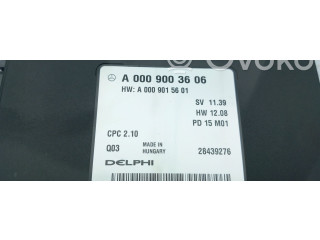 Ovoko
A 000 900 36 06
HW: A 000 901 56 01
SV 11.39
HW 12.08
PD 15 M01
CPC 2.10
Q03 MADE IN HUNGARY 28439276
DELPHI